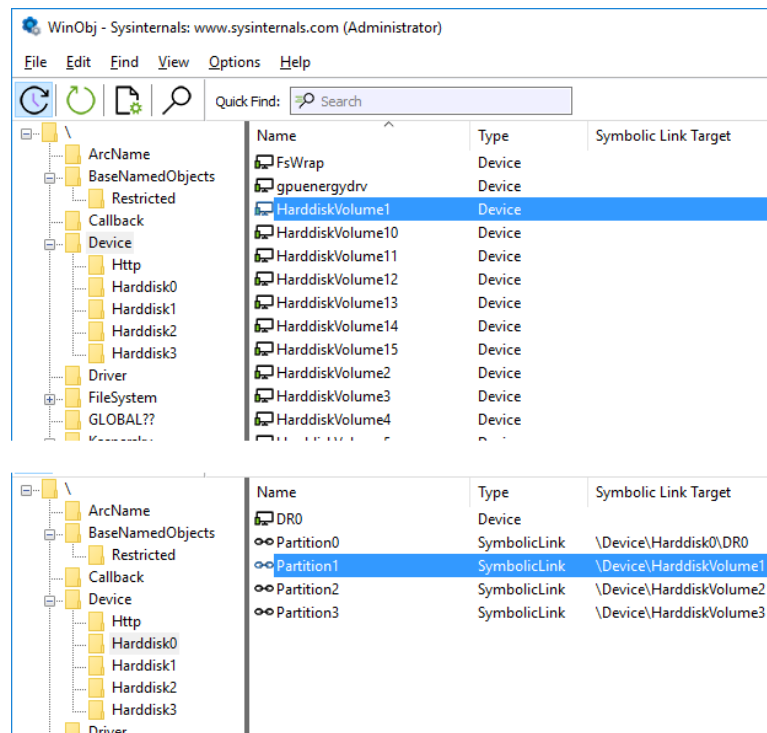 WinObj - Sysinternals: www.sysinternals.com (Administrator)
File Edit Find View Options Help
Quick Find: Search
\
ArcName
BaseNamedObjects
Restricted
Callback
Device
Http
Harddisk0
Harddisk1
Harddisk2
Harddisk3
Driver
FileSystem
GLOBAL??
Name Type Symbolic Link Target
FsWrap Device
gpuenergydrv Device
HarddiskVolume1 Device
HarddiskVolume10 Device
HarddiskVolume11 Device
HarddiskVolume12 Device
HarddiskVolume13 Device
HarddiskVolume14 Device
HarddiskVolume15 Device
HarddiskVolume2 Device
HarddiskVolume3 Device
HarddiskVolume4 Device
\
ArcName
BaseNamedObjects
Restricted
Callback
Device
Http
Harddisk0
Harddisk1
Harddisk2
Harddisk3
Driver
Name Type Symbolic Link Target
DR0 Device
Partition0 SymbolicLink \Device\Harddisk0\DR0
Partition1 SymbolicLink \Device\HarddiskVolume1
Partition2 SymbolicLink \Device\HarddiskVolume2
Partition3 SymbolicLink \Device\HarddiskVolume3